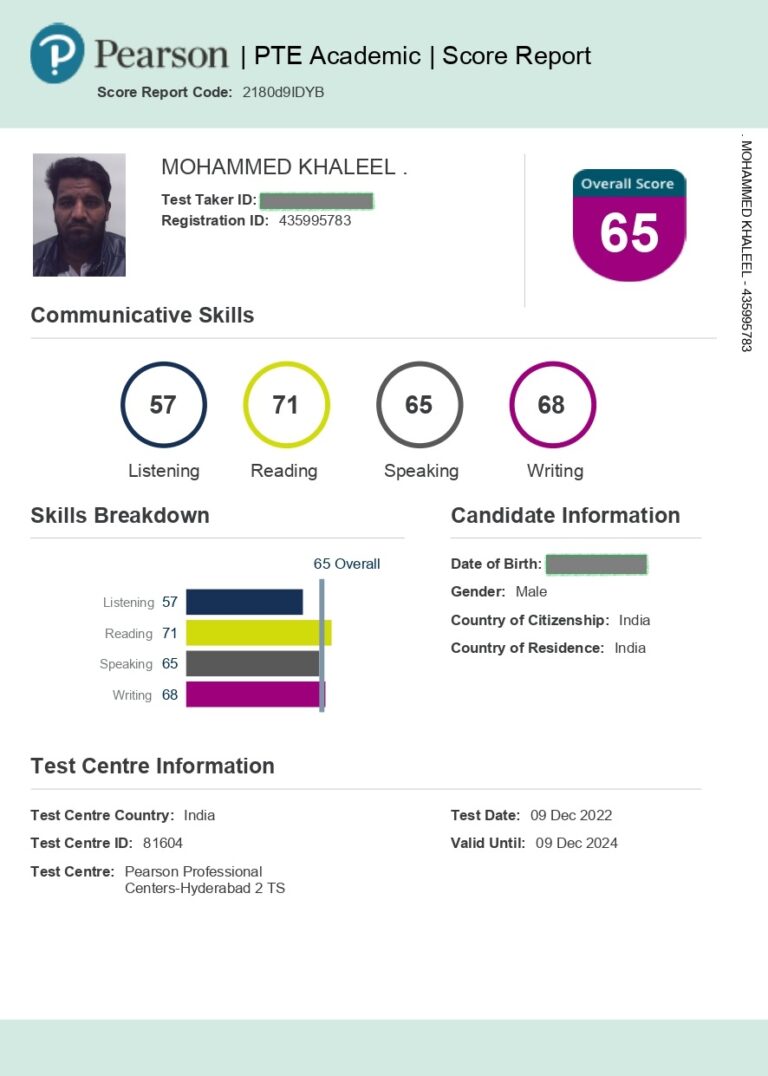 Pearson | PTE Academic | Score Report
Score Report Code: 2180d9IDYB
MOHAMMED KHALEEL .
Test Taker ID:
Registration ID: 435995783
Overall Score
65
. MOHAMMED KHALEEL - 435995783
Communicative Skills
57 71 65 68
Listening Reading Speaking Writing
Skills Breakdown
65 Overall
Listening 57
Reading 71
Speaking 65
Writing 68
Candidate Information
Date of Birth:
Gender: Male
Country of Citizenship: India
Country of Residence: India
Test Centre Information
Test Centre Country: India
Test Centre ID: 81604
Test Centre: Pearson Professional
Centers-Hyderabad 2 TS
Test Date: 09 Dec 2022
Valid Until: 09 Dec 2024